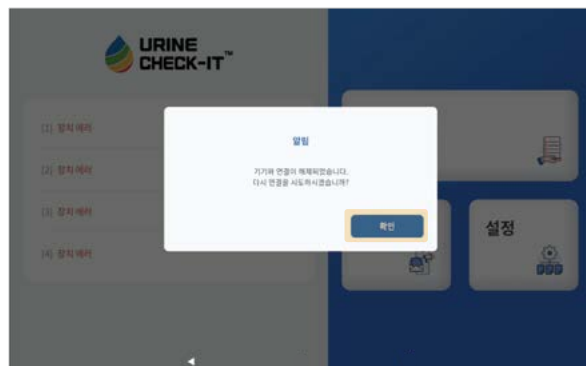 URINE
CHECK-IT™
(1) 장치 에러
(2) 장치 에러
(3) 장치 에러
(4) 장치 에러
알림
기기와 연결이 해제되었습니다.
다시 연결을 시도하시겠습니까?
확인
설정